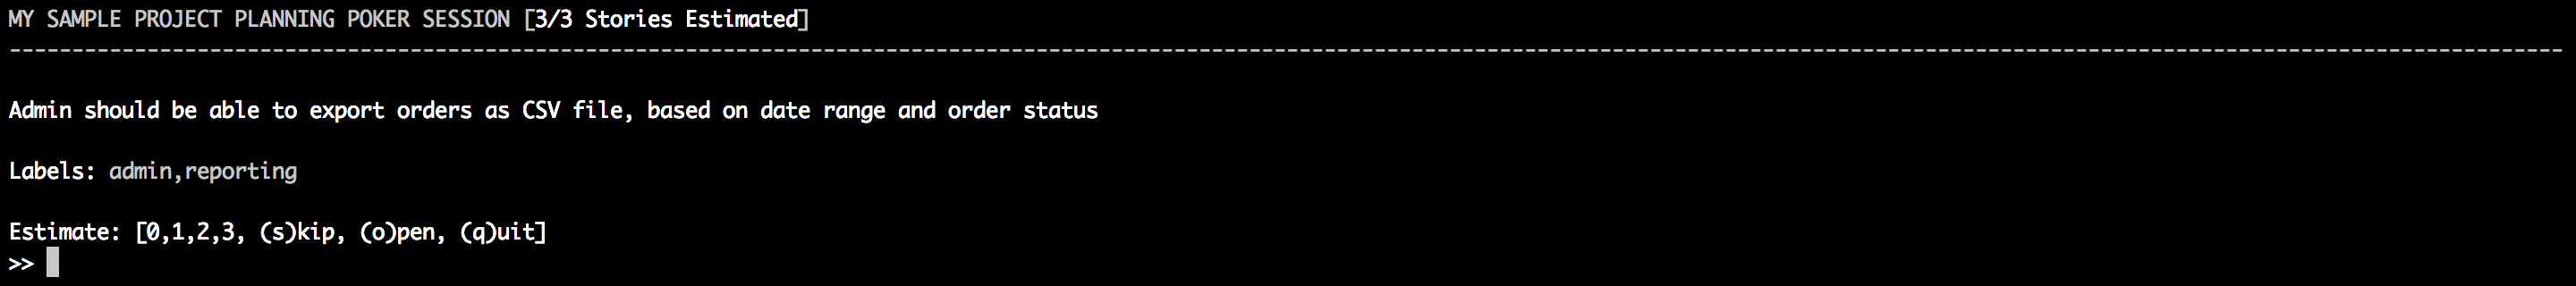 MY SAMPLE PROJECT PLANNING POKER SESSION [3/3 Stories Estimated]
------------------------------------------------------------------------------------------------------------------------------------------------------------------------------------------------------------
Admin should be able to export orders as CSV file, based on date range and order status
Labels: admin,reporting
Estimate: [0,1,2,3, (s)kip, (o)pen, (q)uit]
>>